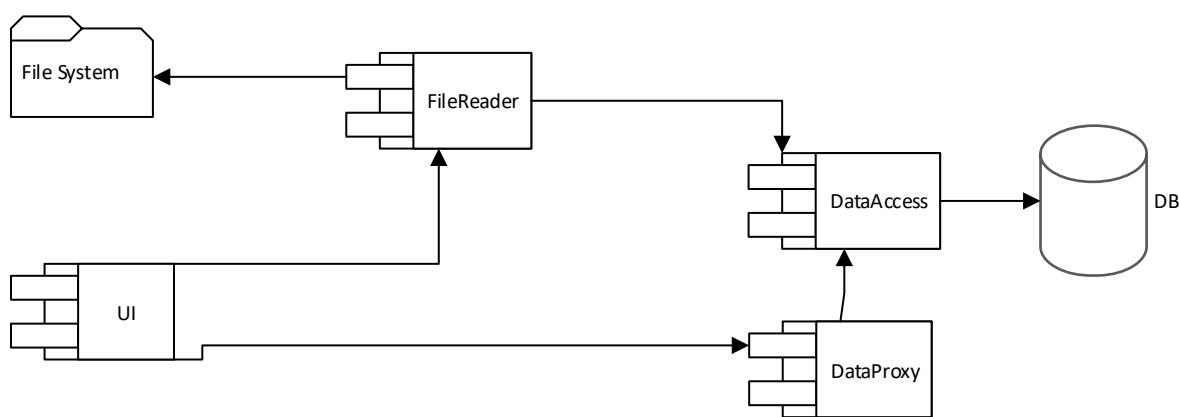 File System
FileReader
DataAccess
DB
UI
DataProxy